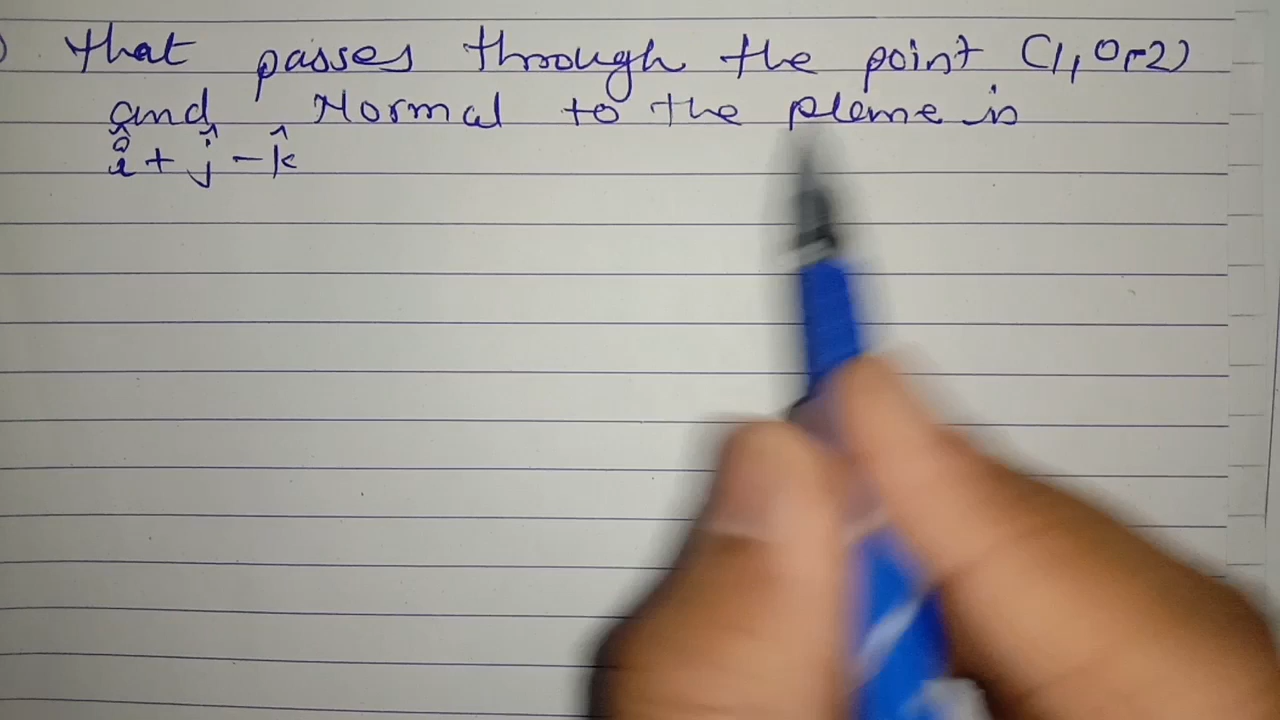 ) that passes through the point (1,0,-2)
and Normal to the plane is
î + ĵ - k̂